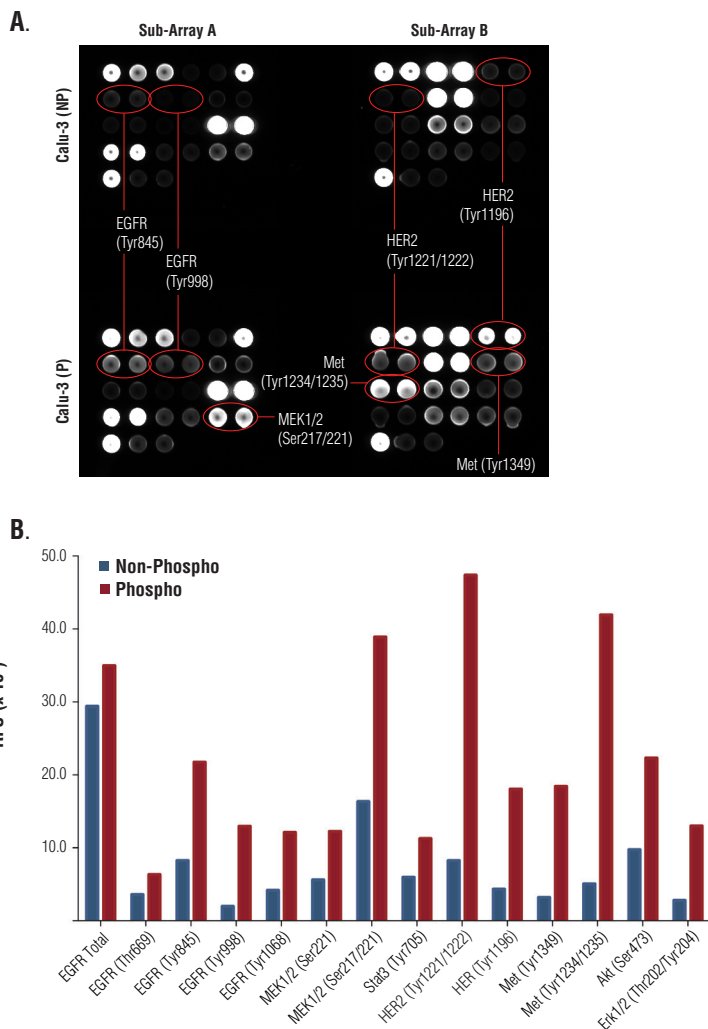 A.
Sub-Array A
Sub-Array B
Calu-3 (NP)
EGFR
(Tyr845)
EGFR
(Tyr998)
HER2
(Tyr1196)
HER2
(Tyr1221/1222)
Calu-3 (P)
Met
(Tyr1234/1235)
MEK1/2
(Ser217/221)
Met (Tyr1349)
B.
50.0
40.0
30.0
20.0
10.0
Non-Phospho
Phospho
EGFR Total
EGFR (Thr669)
EGFR (Tyr845)
EGFR (Tyr998)
EGFR (Tyr1068)
MEK1/2 (Ser221)
MEK1/2 (Ser217/221)
Stat3 (Tyr705)
HER2 (Tyr1221/1222)
HER (Tyr1196)
Met (Tyr1349)
Met (Tyr1234/1235)
Akt (Ser473)
Erk1/2 (Thr202/Tyr204)